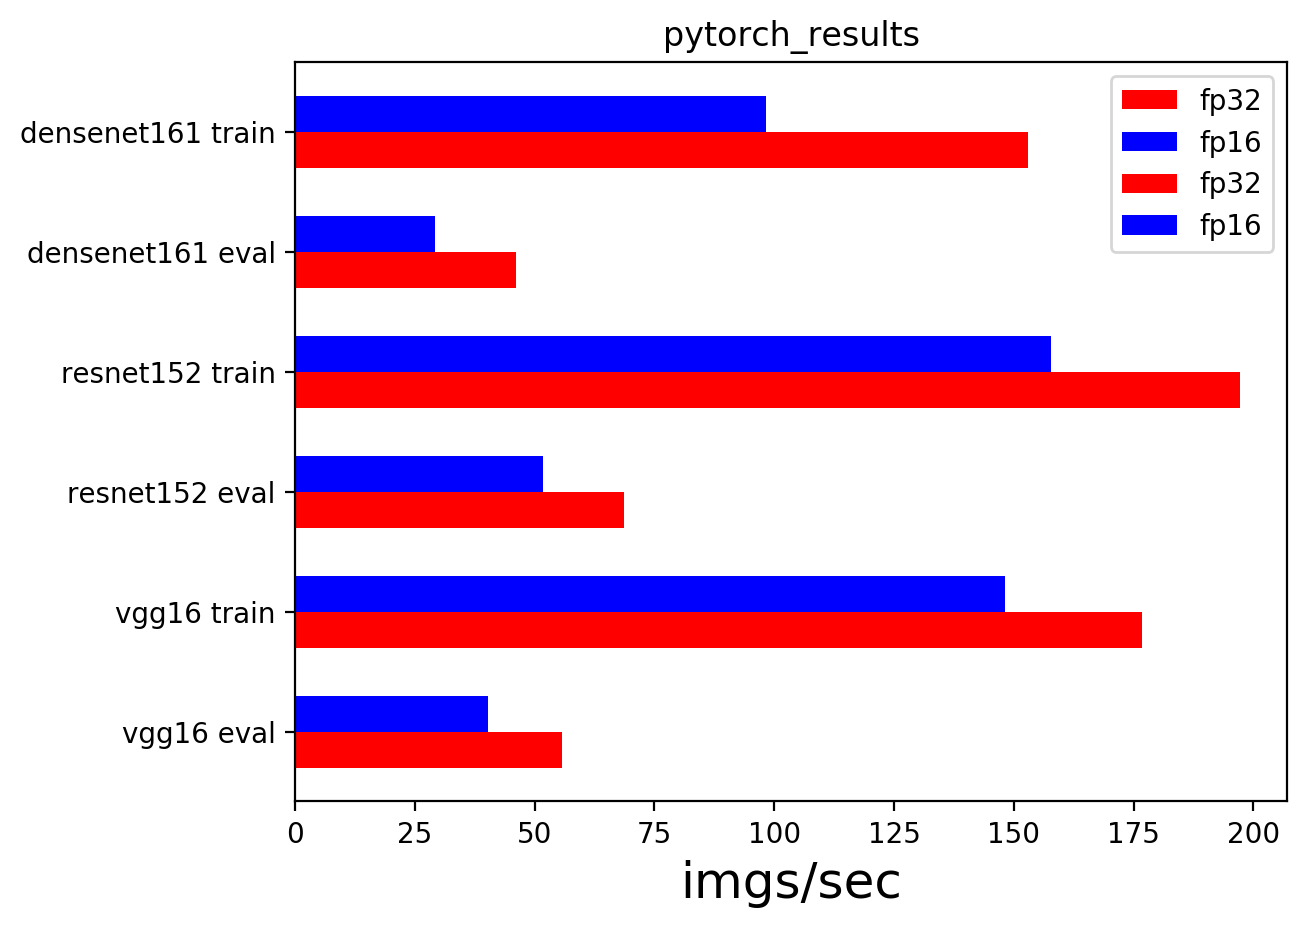 pytorch_results
fp32
fp16
fp32
fp16
densenet161 train
densenet161 eval
resnet152 train
resnet152 eval
vgg16 train
vgg16 eval
0 25 50 75 100 125 150 175 200
imgs/sec